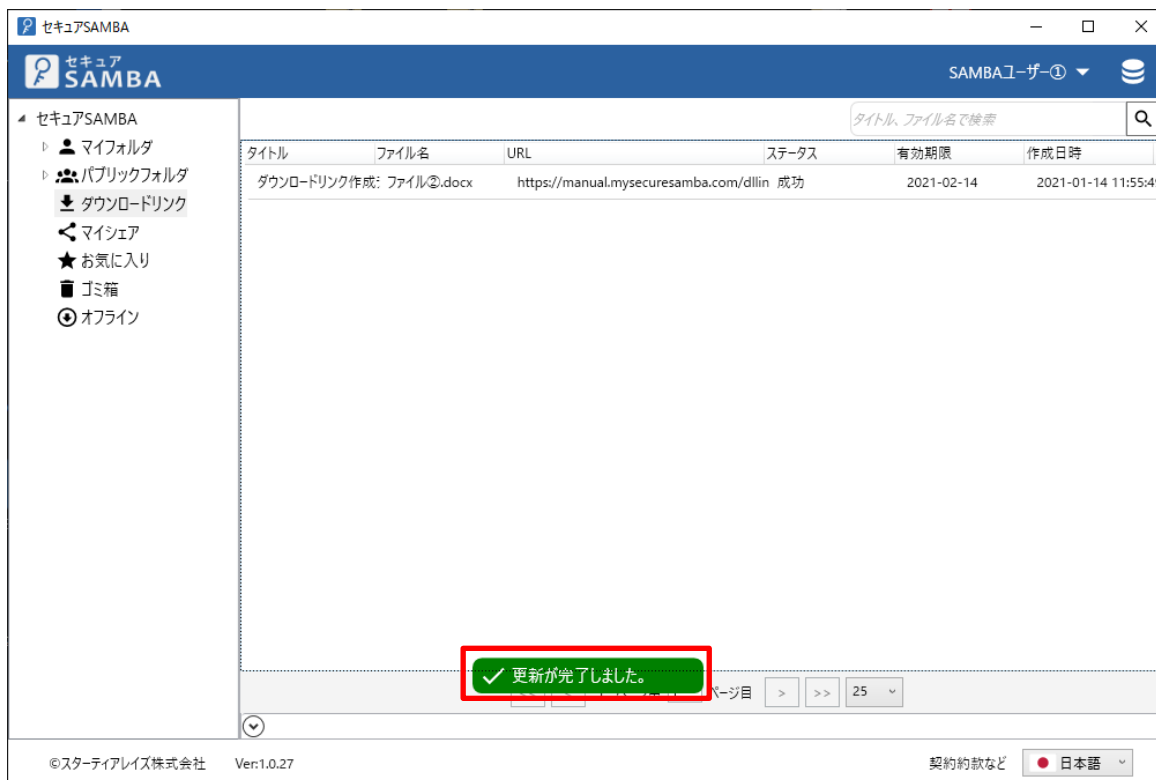 セキュアSAMBA
セキュア
SAMBA
SAMBAユーザー①
セキュアSAMBA
マイフォルダ
パブリックフォルダ
ダウンロードリンク
マイシェア
お気に入り
ゴミ箱
オフライン
タイトル、ファイル名で検索
タイトル ファイル名 URL ステータス 有効期限 作成日時
ダウンロードリンク作成 ファイル②.docx https://manual.mysecuresamba.com/dllin 成功 2021-02-14 2021-01-14 11:55:4
更新が完了しました。
ページ目 > >> 25
©スターティアレイズ株式会社 Ver:1.0.27 契約約款など 日本語